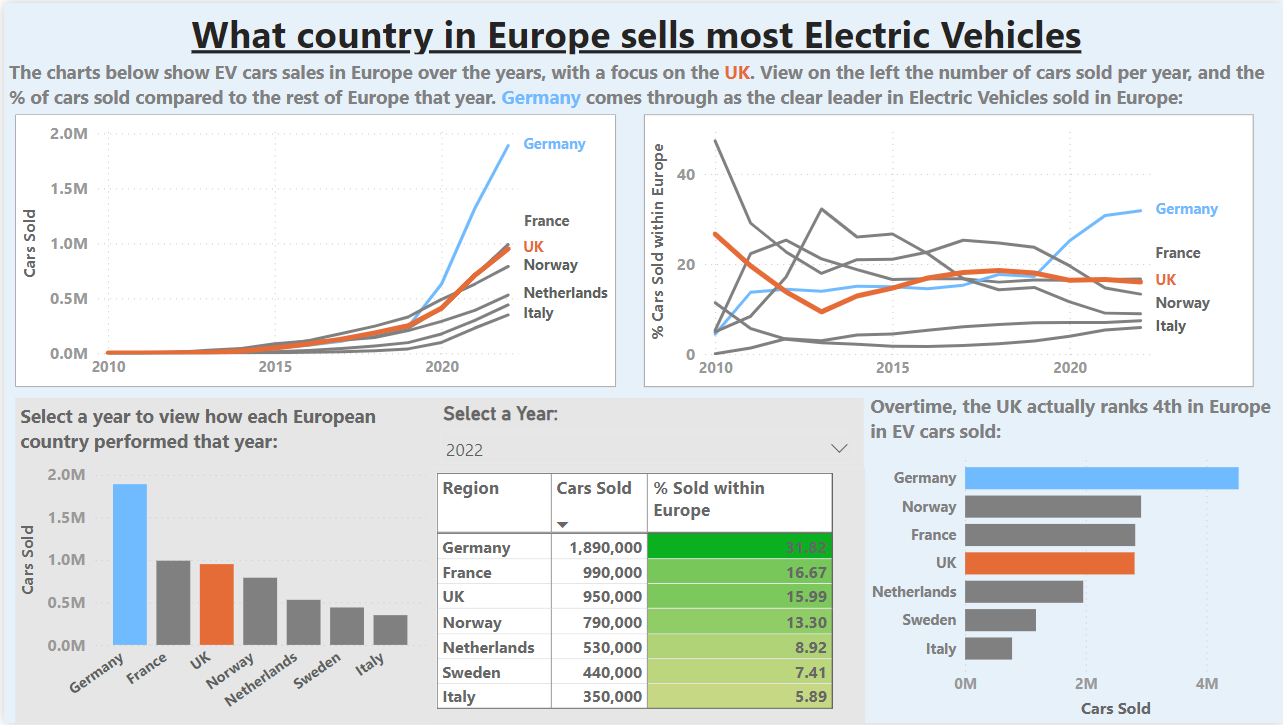 What country in Europe sells most Electric Vehicles
The charts below show EV cars sales in Europe over the years, with a focus on the UK. View on the left the number of cars sold per year, and the
% of cars sold compared to the rest of Europe that year. Germany comes through as the clear leader in Electric Vehicles sold in Europe:
Cars Sold
2.0M
1.5M
1.0M
0.5M
0.0M
2010
2015
2020
Germany
France
UK
Norway
Netherlands
Italy
% Cars Sold within Europe
40
20
0
2010
2015
2020
Germany
France
UK
Norway
Italy
Select a year to view how each European
country performed that year:
Cars Sold
2.0M
1.5M
1.0M
0.5M
0.0M
Germany
France
UK
Norway
Netherlands
Sweden
Italy
Select a Year:
2022
Region Cars Sold % Sold within
Europe
Germany 1,890,000 31.82
France 990,000 16.67
UK 950,000 15.99
Norway 790,000 13.30
Netherlands 530,000 8.92
Sweden 440,000 7.41
Italy 350,000 5.89
Overtime, the UK actually ranks 4th in Europe
in EV cars sold:
Germany
Norway
France
UK
Netherlands
Sweden
Italy
0M
2M
4M
Cars Sold